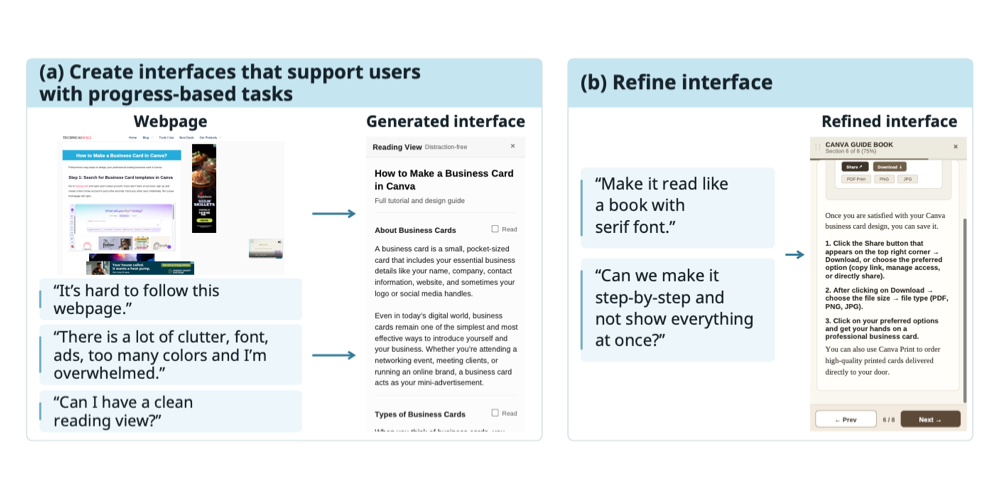 (a) Create interfaces that support users
with progress-based tasks
Webpage
Generated interface
How to Make a Business Card in Canva?
Step 1: Search for Business Card templates in Canva
“It’s hard to follow this
webpage.”
“There is a lot of clutter, font,
ads, too many colors and I’m
overwhelmed.”
“Can I have a clean
reading view?”
Reading View Distraction-free ×
How to Make a Business Card
in Canva
Full tutorial and design guide
About Business Cards Read
A business card is a small, pocket-sized
card that includes your essential business
details like your name, company, contact
information, website, and sometimes your
logo or social media handles.
Even in today’s digital world, business
cards remain one of the simplest and most
effective ways to introduce yourself and
your business. Whether you’re attending a
networking event, meeting clients, or
running an online brand, a business card
acts as your mini-advertisement.
Types of Business Cards Read
(b) Refine interface
Refined interface
“Make it read like
a book with
serif font.”
“Can we make it
step-by-step and
not show everything
at once?”
CANVA GUIDE BOOK ×
Section 6 of 8 (75%)
Share ↗ Download ↓
PDF Print PNG JPG
Once you are satisfied with your Canva
business card design, you can save it.
1. Click the Share button that
appears on the top right corner →
Download, or choose the preferred
option (copy link, manage access,
or directly share).
2. After clicking on Download →
choose the file size → file type (PDF,
PNG, JPG).
3. Click on your preferred options
and get your hands on a
professional business card.
You can also use Canva Print to order
high-quality printed cards delivered
directly to your door.
← Prev 6 / 8 Next →